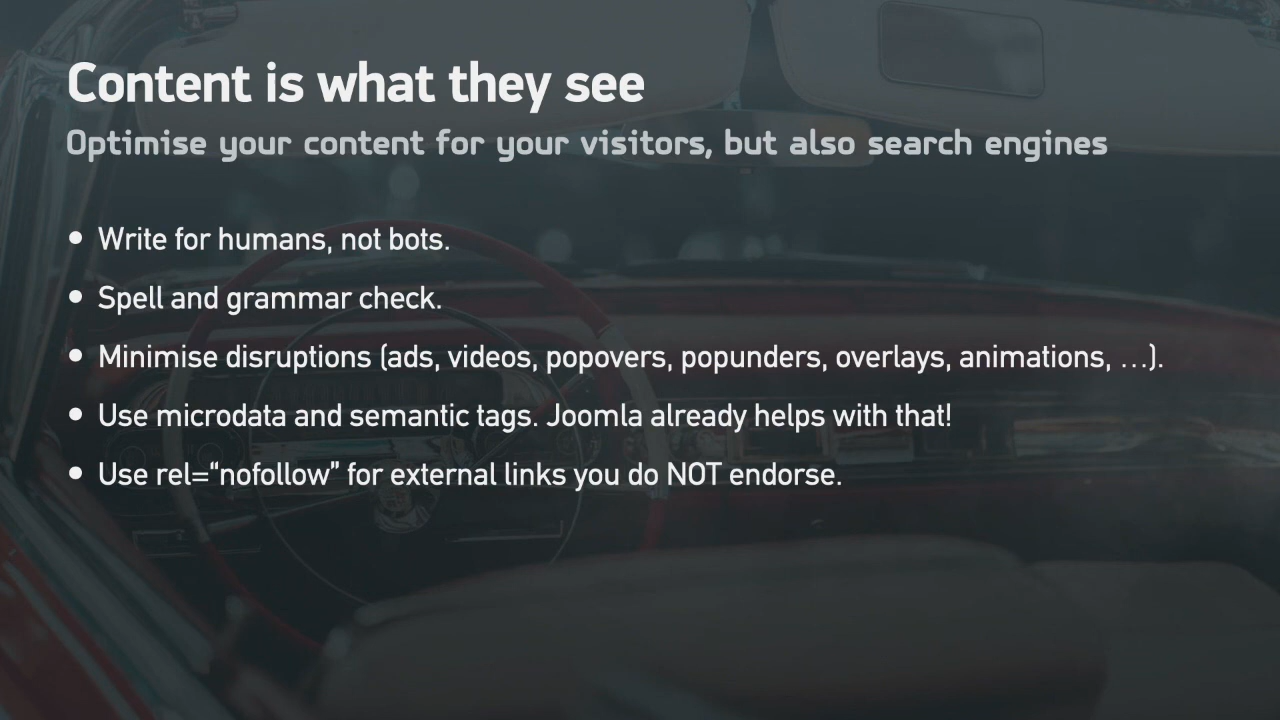 Content is what they see
Optimise your content for your visitors, but also search engines
• Write for humans, not bots.
• Spell and grammar check.
• Minimise disruptions (ads, videos, popovers, popunders, overlays, animations, …).
• Use microdata and semantic tags. Joomla already helps with that!
• Use rel=“nofollow” for external links you do NOT endorse.